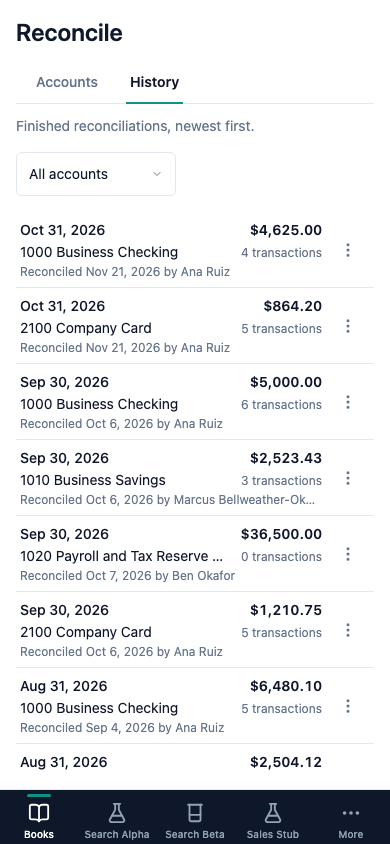 Reconcile
Accounts History
Finished reconciliations, newest first.
All accounts
Oct 31, 2026 $4,625.00
1000 Business Checking 4 transactions
Reconciled Nov 21, 2026 by Ana Ruiz
Oct 31, 2026 $864.20
2100 Company Card 5 transactions
Reconciled Nov 21, 2026 by Ana Ruiz
Sep 30, 2026 $5,000.00
1000 Business Checking 6 transactions
Reconciled Oct 6, 2026 by Ana Ruiz
Sep 30, 2026 $2,523.43
1010 Business Savings 3 transactions
Reconciled Oct 6, 2026 by Marcus Bellweather-Ok...
Sep 30, 2026 $36,500.00
1020 Payroll and Tax Reserve ... 0 transactions
Reconciled Oct 7, 2026 by Ben Okafor
Sep 30, 2026 $1,210.75
2100 Company Card 5 transactions
Reconciled Oct 6, 2026 by Ana Ruiz
Aug 31, 2026 $6,480.10
1000 Business Checking 5 transactions
Reconciled Sep 4, 2026 by Ana Ruiz
Aug 31, 2026 $2,504.12
Books Search Alpha Search Beta Sales Stub More